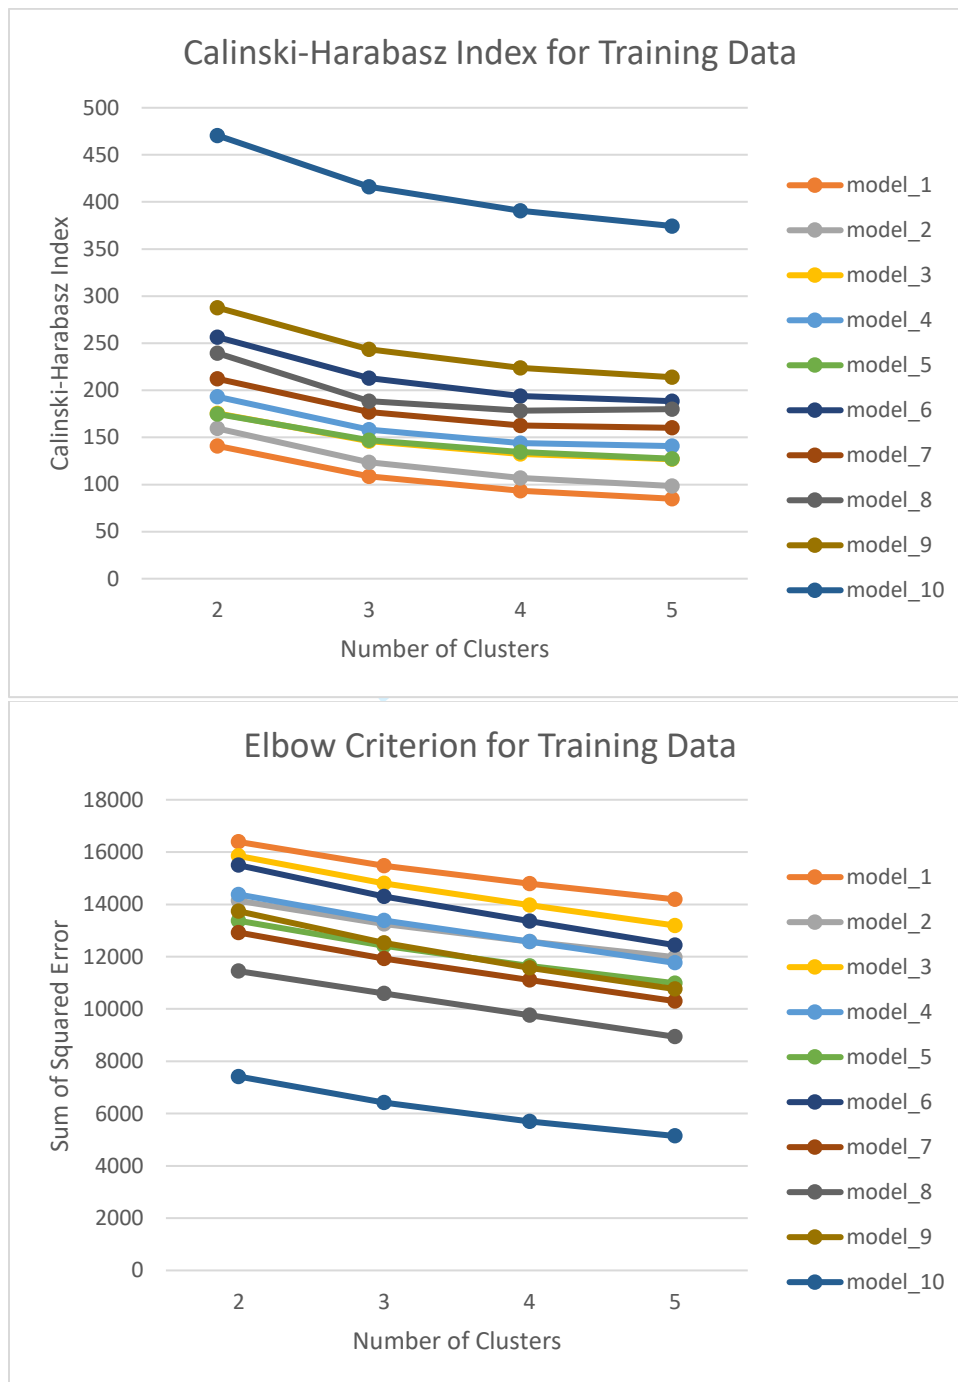 Calinski-Harabasz Index for Training Data
500
450
400
350
300
250
200
150
100
50
0
Calinski-Harabasz Index
2 3 4 5
Number of Clusters
model_1
model_2
model_3
model_4
model_5
model_6
model_7
model_8
model_9
model_10
Elbow Criterion for Training Data
18000
16000
14000
12000
10000
8000
6000
4000
2000
0
Sum of Squared Error
2 3 4 5
Number of Clusters
model_1
model_2
model_3
model_4
model_5
model_6
model_7
model_8
model_9
model_10